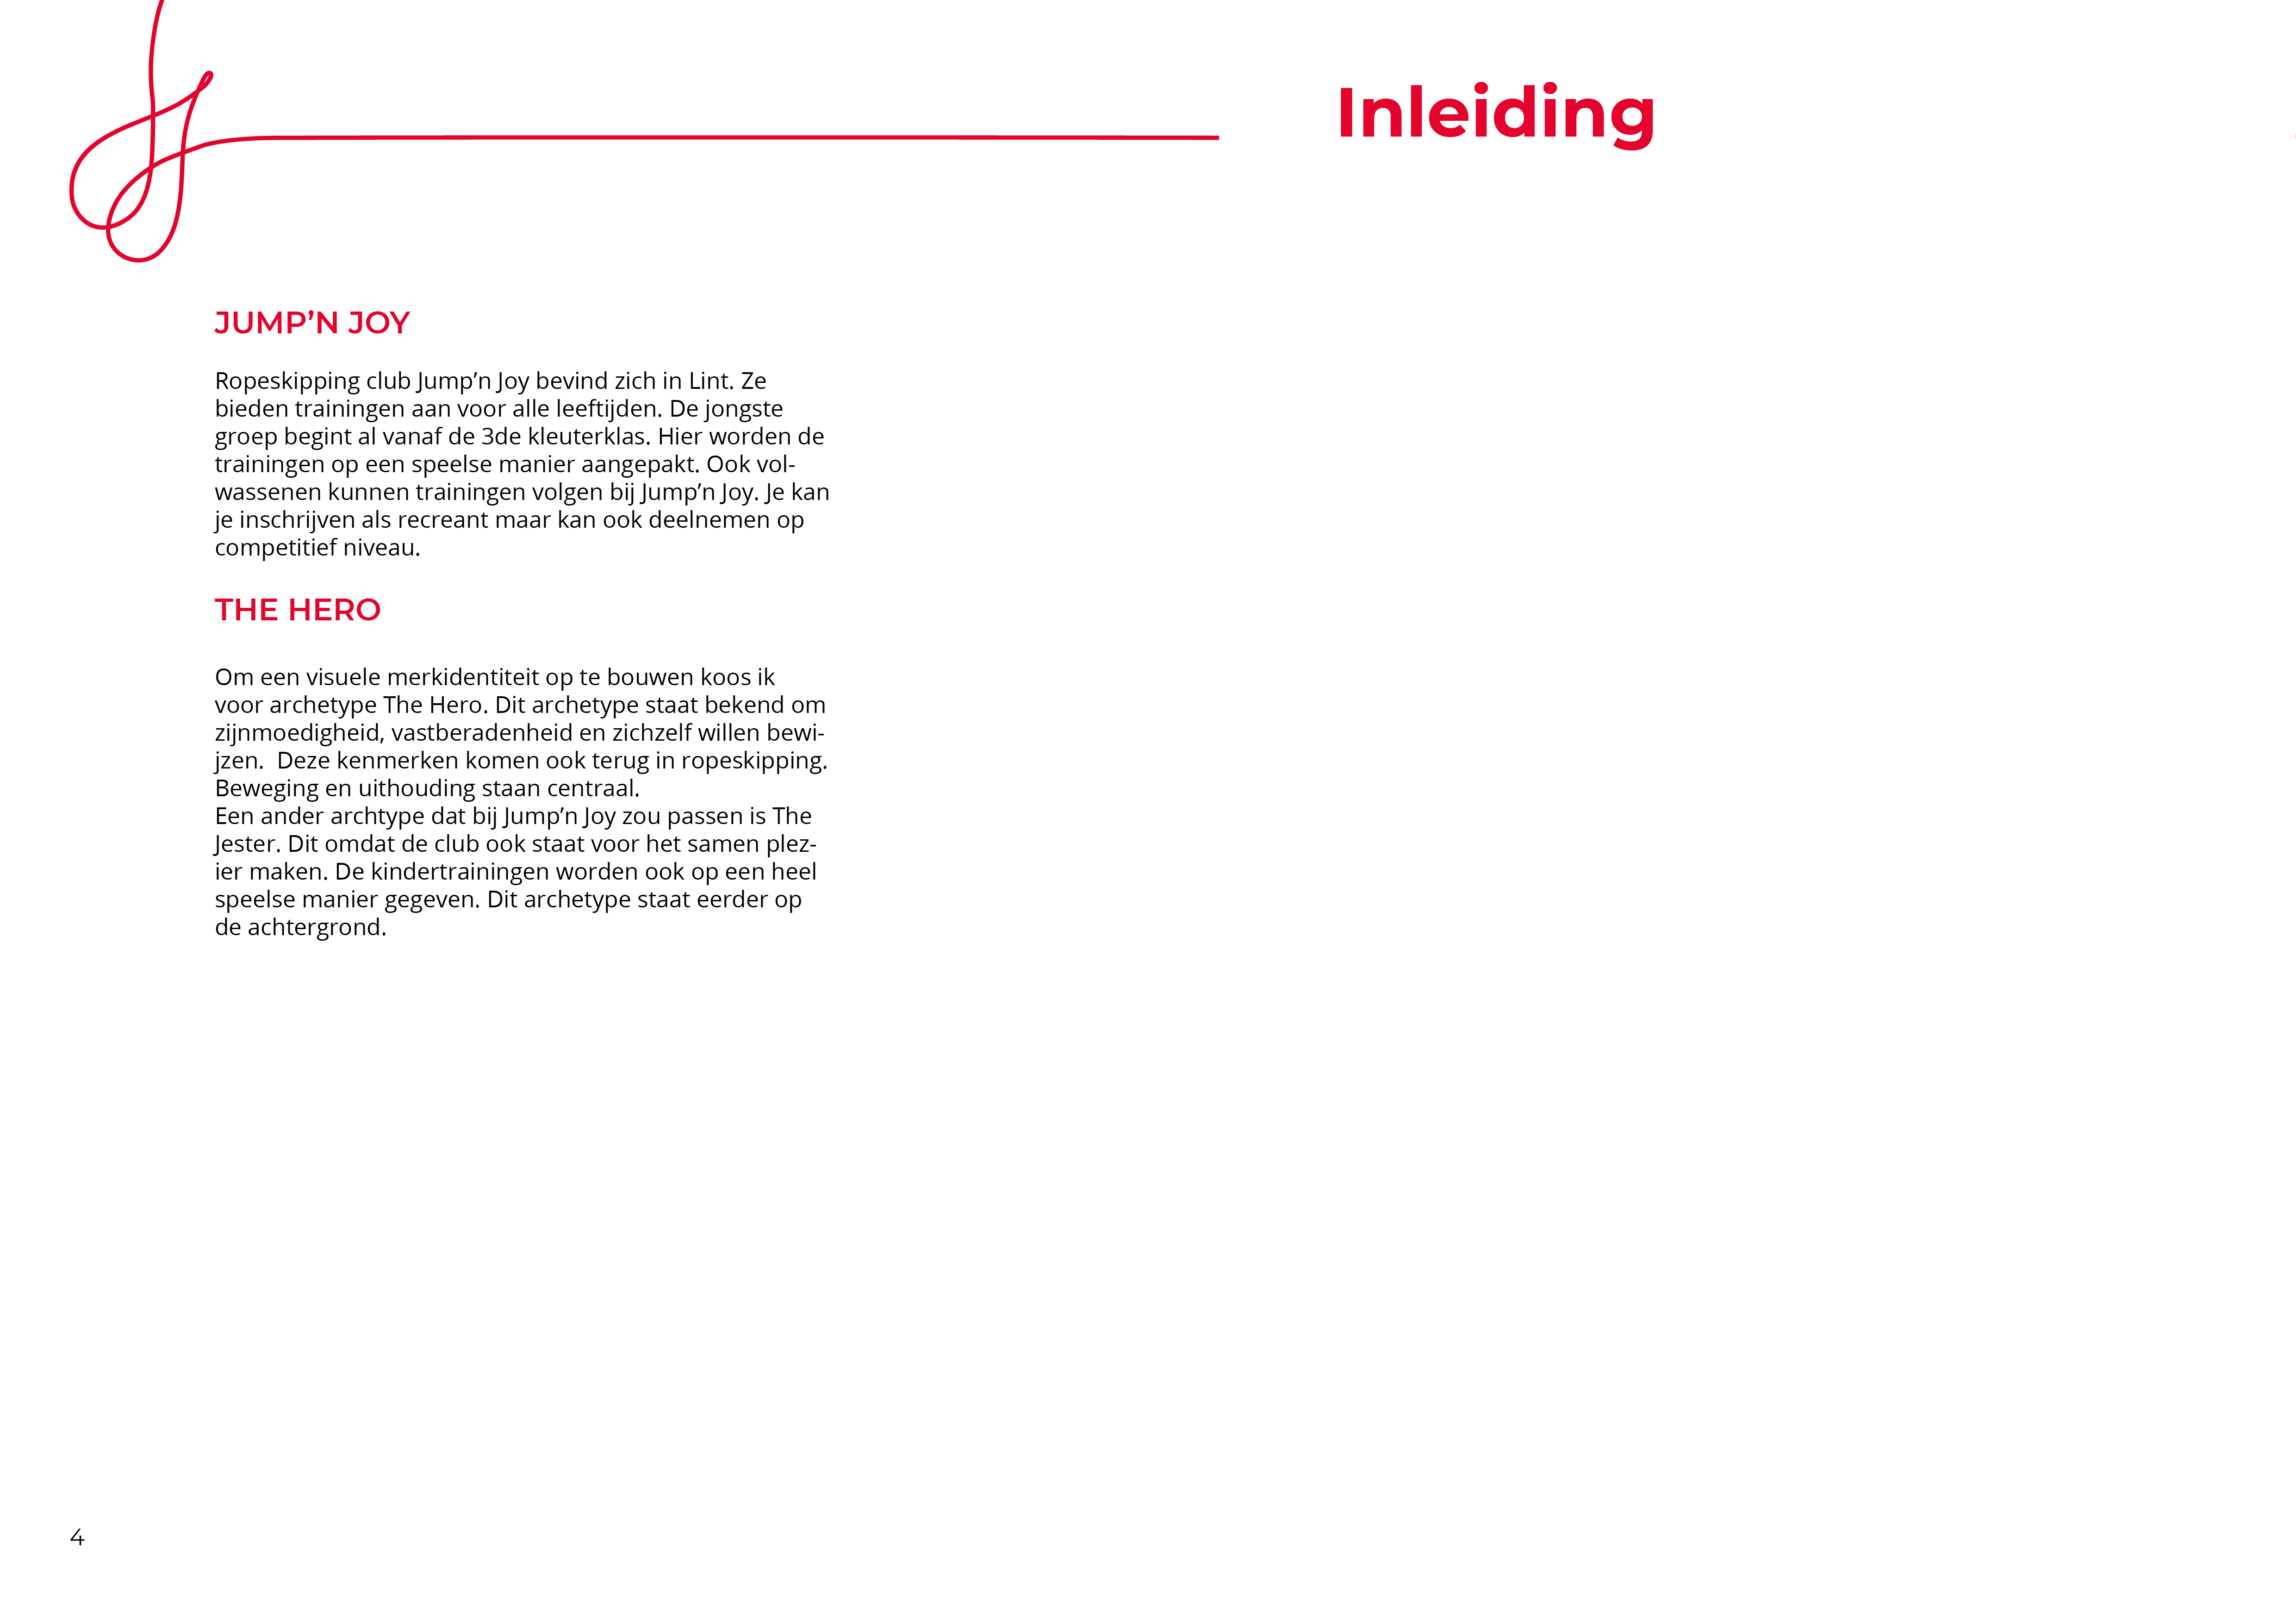 Inleiding
JUMP’N JOY
Ropeskipping club Jump’n Joy bevind zich in Lint. Ze
bieden trainingen aan voor alle leeftijden. De jongste
groep begint al vanaf de 3de kleuterklas. Hier worden de
trainingen op een speelse manier aangepakt. Ook vol-
wassenen kunnen trainingen volgen bij Jump’n Joy. Je kan
je inschrijven als recreant maar kan ook deelnemen op
competitief niveau.
THE HERO
Om een visuele merkidentiteit op te bouwen koos ik
voor archetype The Hero. Dit archetype staat bekend om
zijnmoedigheid, vastberadenheid en zichzelf willen bewi-
jzen.  Deze kenmerken komen ook terug in ropeskipping.
Beweging en uithouding staan centraal.
Een ander archtype dat bij Jump’n Joy zou passen is The
Jester. Dit omdat de club ook staat voor het samen plez-
ier maken. De kindertrainingen worden ook op een heel
speelse manier gegeven. Dit archetype staat eerder op
de achtergrond.
4